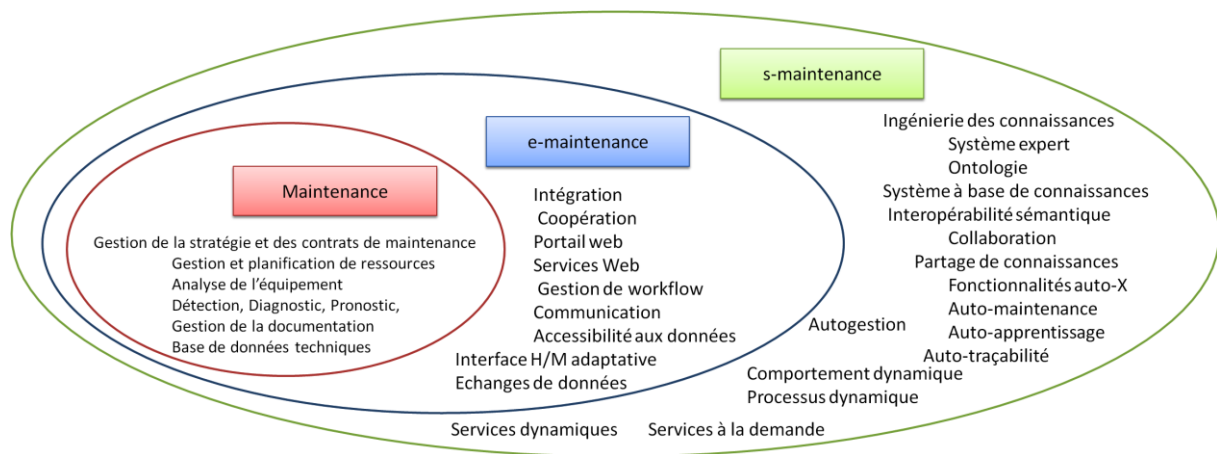 s-maintenance
Ingénierie des connaissances
Système expert
Ontologie
Système à base de connaissances
Interopérabilité sémantique
Collaboration
Partage de connaissances
Fonctionnalités auto-X
Auto-maintenance
Auto-apprentissage
Auto-traçabilité
Autogestion
Comportement dynamique
Processus dynamique
Services dynamiques
Services à la demande
e-maintenance
Intégration
Coopération
Portail web
Services Web
Gestion de workflow
Communication
Accessibilité aux données
Interface H/M adaptative
Echanges de données
Maintenance
Gestion de la stratégie et des contrats de maintenance
Gestion et planification de ressources
Analyse de l'équipement
Détection, Diagnostic, Pronostic,
Gestion de la documentation
Base de données techniques